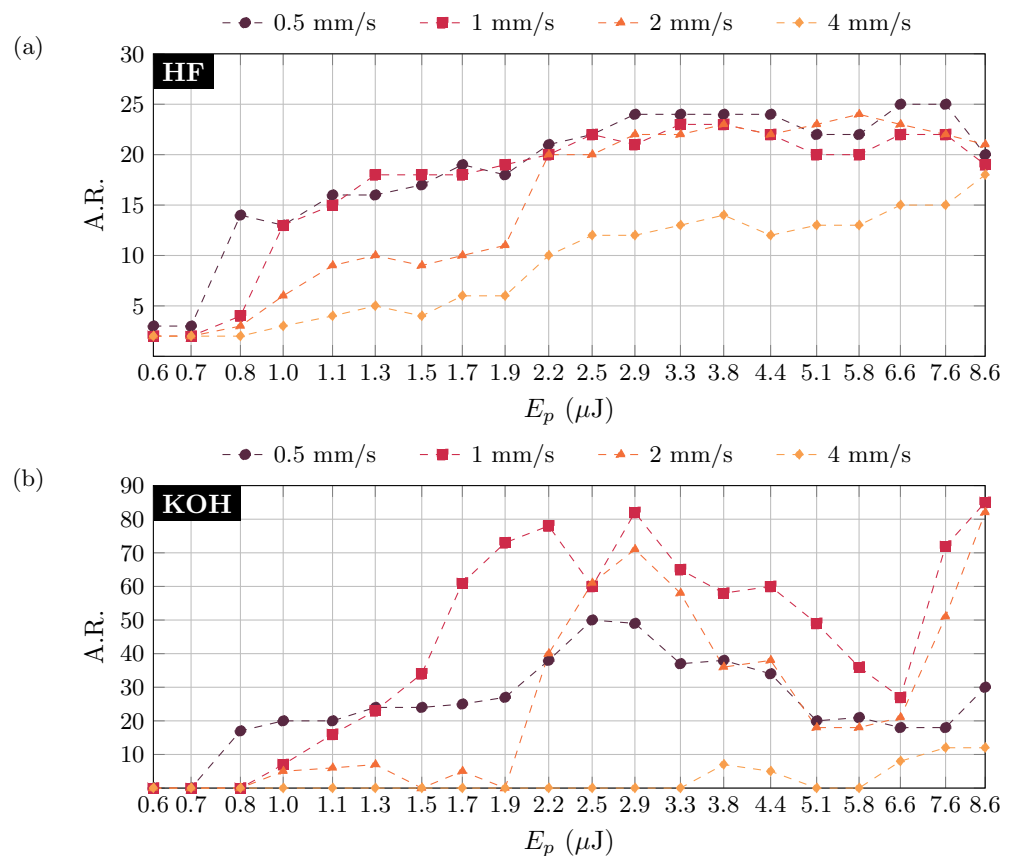 0.5 mm/s 1 mm/s 2 mm/s 4 mm/s
(a)
HF
30
25
20
15
10
5
A.R.
0.6 0.7 0.8 1.0 1.1 1.3 1.5 1.7 1.9 2.2 2.5 2.9 3.3 3.8 4.4 5.1 5.8 6.6 7.6 8.6
E_p (μJ)
0.5 mm/s 1 mm/s 2 mm/s 4 mm/s
(b)
KOH
90
80
70
60
50
40
30
20
10
A.R.
0.6 0.7 0.8 1.0 1.1 1.3 1.5 1.7 1.9 2.2 2.5 2.9 3.3 3.8 4.4 5.1 5.8 6.6 7.6 8.6
E_p (μJ)